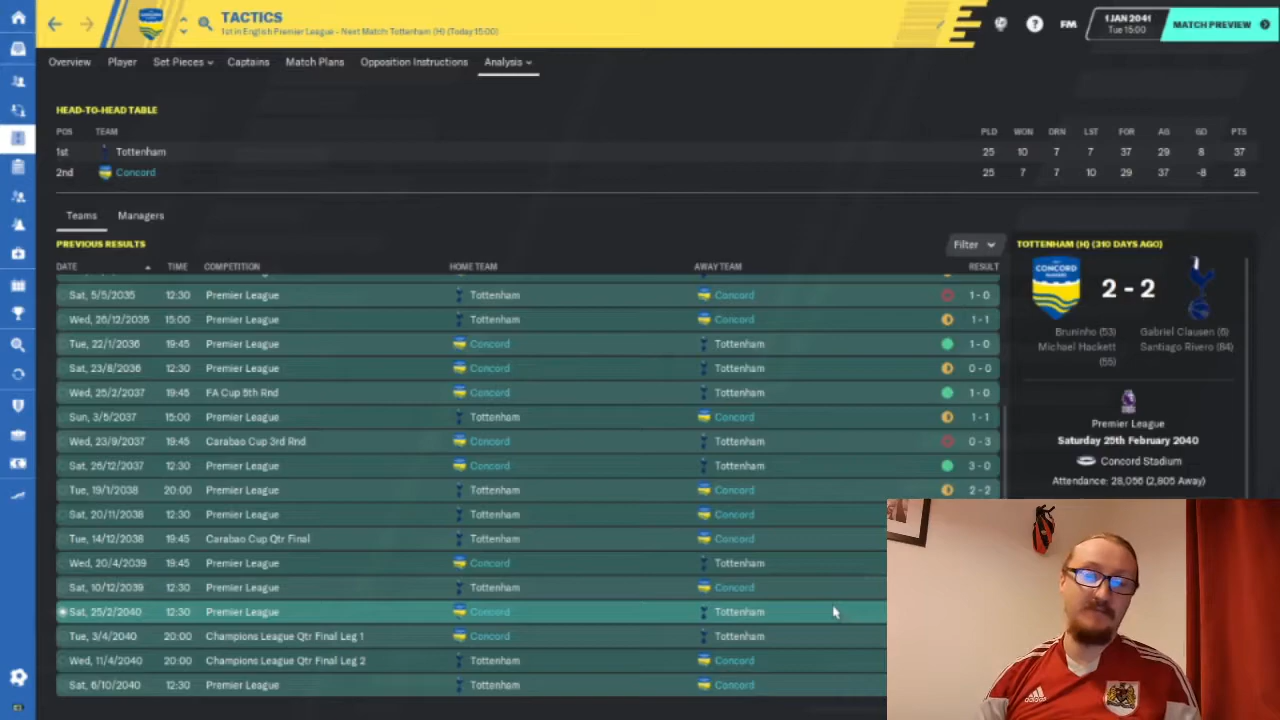 TACTICS
1st in English Premier League - Next Match: Tottenham (H) (Today 15:00)
FM
1 JAN 2041
Tue 15:00
MATCH PREVIEW
Overview Player Set Pieces Captains Match Plans Opposition Instructions Analysis
HEAD-TO-HEAD TABLE
POS TEAM PLD WON DRN LST FOR AG GD PTS
1st Tottenham 25 10 7 7 37 29 8 37
2nd Concord 25 7 7 10 29 37 -8 28
Teams Managers
PREVIOUS RESULTS
Filter
DATE TIME COMPETITION HOME TEAM AWAY TEAM RESULT
Sat, 5/5/2035 12:30 Premier League Tottenham Concord 1 - 0
Wed, 26/12/2035 15:00 Premier League Tottenham Concord 1 - 1
Tue, 22/1/2036 19:45 Premier League Concord Tottenham 1 - 0
Sat, 23/8/2036 12:30 Premier League Concord Tottenham 0 - 0
Wed, 25/2/2037 19:45 FA Cup 5th Rnd Concord Tottenham 1 - 0
Sun, 3/5/2037 15:00 Premier League Tottenham Concord 1 - 1
Wed, 23/9/2037 19:45 Carabao Cup 3rd Rnd Concord Tottenham 0 - 3
Sat, 26/12/2037 12:30 Premier League Concord Tottenham 3 - 0
Tue, 19/1/2038 20:00 Premier League Tottenham Concord 2 - 2
Sat, 20/11/2038 12:30 Premier League Tottenham Concord
Tue, 14/12/2038 19:45 Carabao Cup Qtr Final Tottenham Concord
Wed, 20/4/2039 19:45 Premier League Concord Tottenham
Sat, 10/12/2039 12:30 Premier League Tottenham Concord
Sat, 25/2/2040 12:30 Premier League Concord Tottenham
Tue, 3/4/2040 20:00 Champions League Qtr Final Leg 1 Concord Tottenham
Wed, 11/4/2040 20:00 Champions League Qtr Final Leg 2 Tottenham Concord
Sat, 6/10/2040 12:30 Premier League Tottenham Concord
TOTTENHAM (H) (310 DAYS AGO)
CONCORD
2 - 2
Bruninho (53) Gabriel Clausen (6)
Michael Hackett Santiago Rivero (84)
(55)
Premier League
Saturday 25th February 2040
Concord Stadium
Attendance: 28,056 (2,805 Away)
adidas